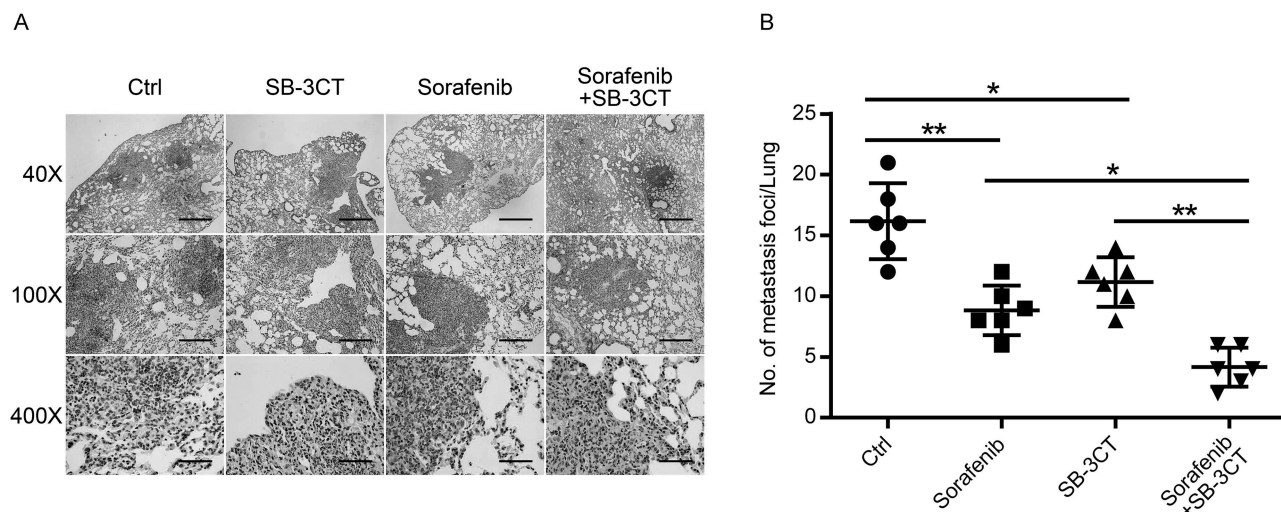 A
Ctrl
SB-3CT
Sorafenib
Sorafenib
+SB-3CT
40X
100X
400X
B
No. of metastasis foci/Lung
25
20
15
10
5
0
*
**
*
**
Ctrl
Sorafenib
SB-3CT
Sorafenib
+SB-3CT